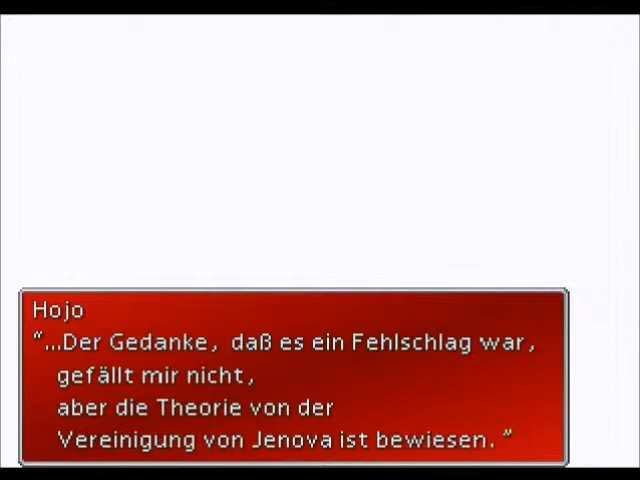 Hojo
“…Der Gedanke, daß es ein Fehlschlag war,
gefällt mir nicht,
aber die Theorie von der
Vereinigung von Jenova ist bewiesen.”